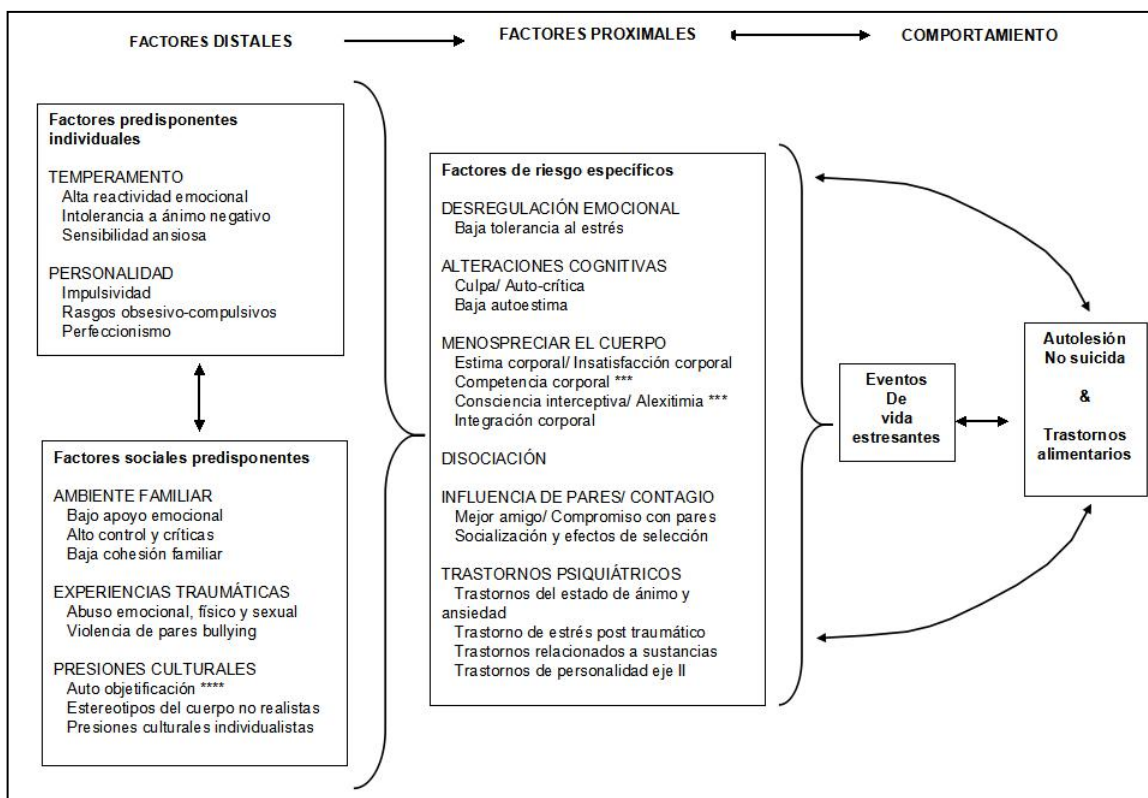 FACTORES DISTALES
FACTORES PROXIMALES
COMPORTAMIENTO
Factores predisponentes
individuales
TEMPERAMENTO
Alta reactividad emocional
Intolerancia a ánimo negativo
Sensibilidad ansiosa
PERSONALIDAD
Impulsividad
Rasgos obsesivo-compulsivos
Perfeccionismo
Factores sociales predisponentes
AMBIENTE FAMILIAR
Bajo apoyo emocional
Alto control y críticas
Baja cohesión familiar
EXPERIENCIAS TRAUMÁTICAS
Abuso emocional, físico y sexual
Violencia de pares bullying
PRESIONES CULTURALES
Auto objetificación ****
Estereotipos del cuerpo no realistas
Presiones culturales individualistas
Factores de riesgo específicos
DESREGULACIÓN EMOCIONAL
Baja tolerancia al estrés
ALTERACIONES COGNITIVAS
Culpa/ Auto-crítica
Baja autoestima
MENOSPRECIAR EL CUERPO
Estima corporal/ Insatisfacción corporal
Competencia corporal ***
Consciencia interceptiva/ Alexitimia ***
Integración corporal
DISOCIACIÓN
INFLUENCIA DE PARES/ CONTAGIO
Mejor amigo/ Compromiso con pares
Socialización y efectos de selección
TRASTORNOS PSIQUIÁTRICOS
Trastornos del estado de ánimo y
ansiedad
Trastorno de estrés post traumático
Trastornos relacionados a sustancias
Trastornos de personalidad eje II
Eventos
De
vida
estresantes
Autolesión
No suicida
&
Trastornos
alimentarios